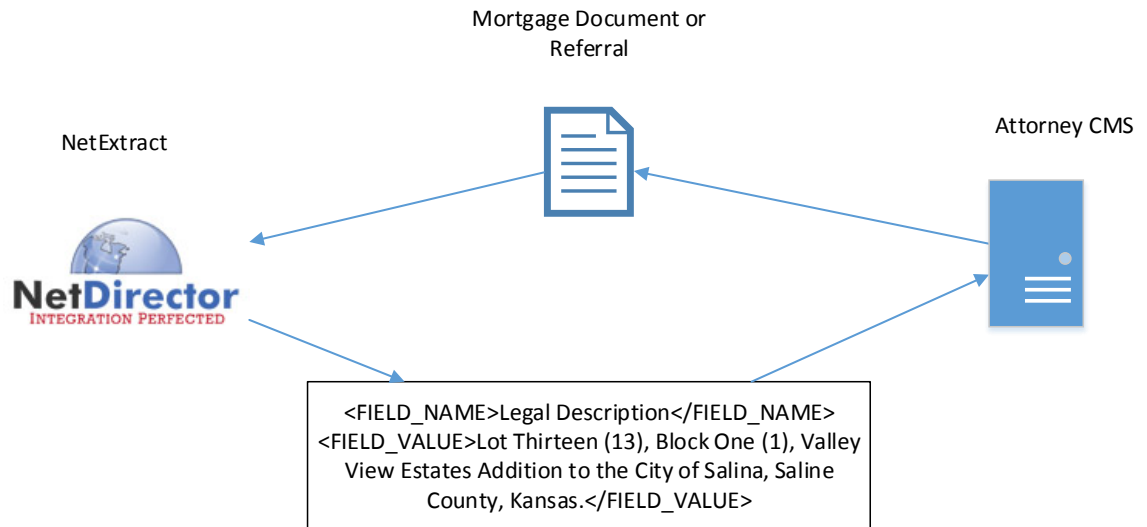 Mortgage Document or
Referral
NetExtract
Attorney CMS
NetDirector
INTEGRATION PERFECTED
<FIELD_NAME>Legal Description</FIELD_NAME>
<FIELD_VALUE>Lot Thirteen (13), Block One (1), Valley
View Estates Addition to the City of Salina, Saline
County, Kansas.</FIELD_VALUE>